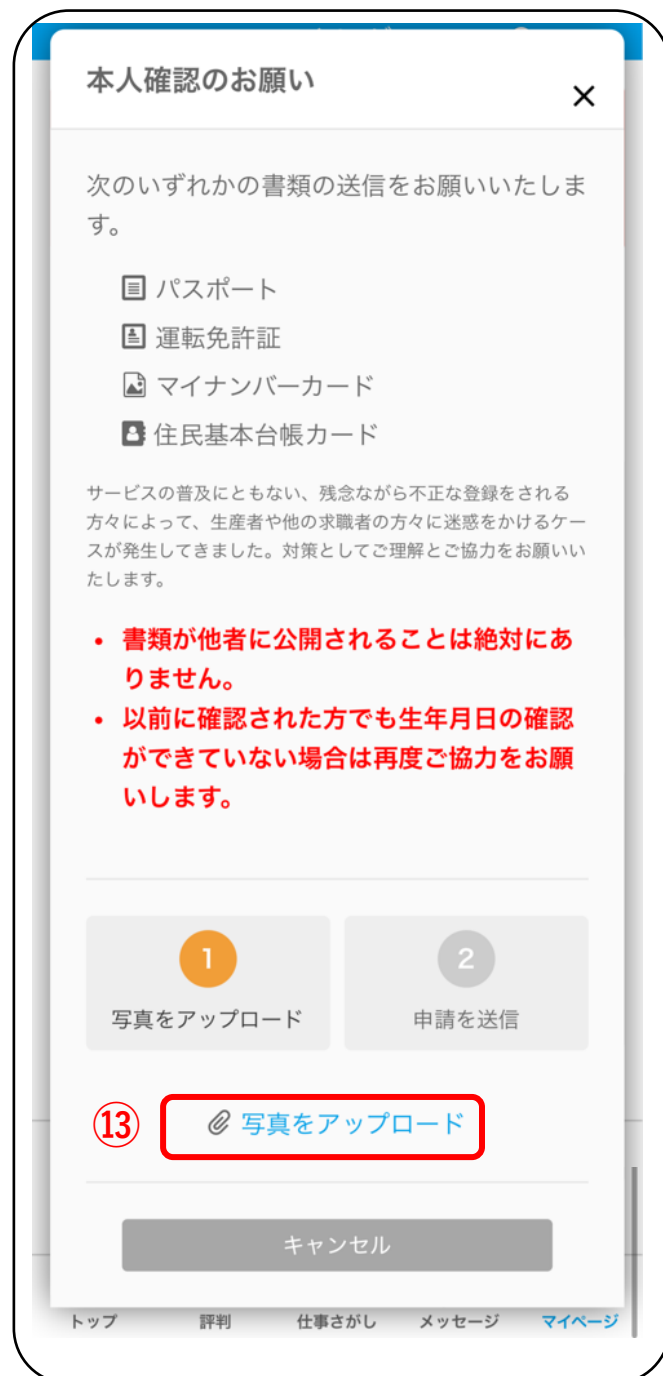 本人確認のお願い
×
次のいずれかの書類の送信をお願いいたしま
す。
パスポート
運転免許証
マイナンバーカード
住民基本台帳カード
サービスの普及にともない、残念ながら不正な登録をされる
方々によって、生産者や他の求職者の方々に迷惑をかけるケー
スが発生してきました。対策としてご理解とご協力をお願いい
たします。
• 書類が他者に公開されることは絶対にあ
りません。
• 以前に確認された方でも生年月日の確認
ができていない場合は再度ご協力をお願
いします。
1
写真をアップロード
2
申請を送信
⑬ 写真をアップロード
キャンセル
トップ 評判 仕事さがし メッセージ マイページ